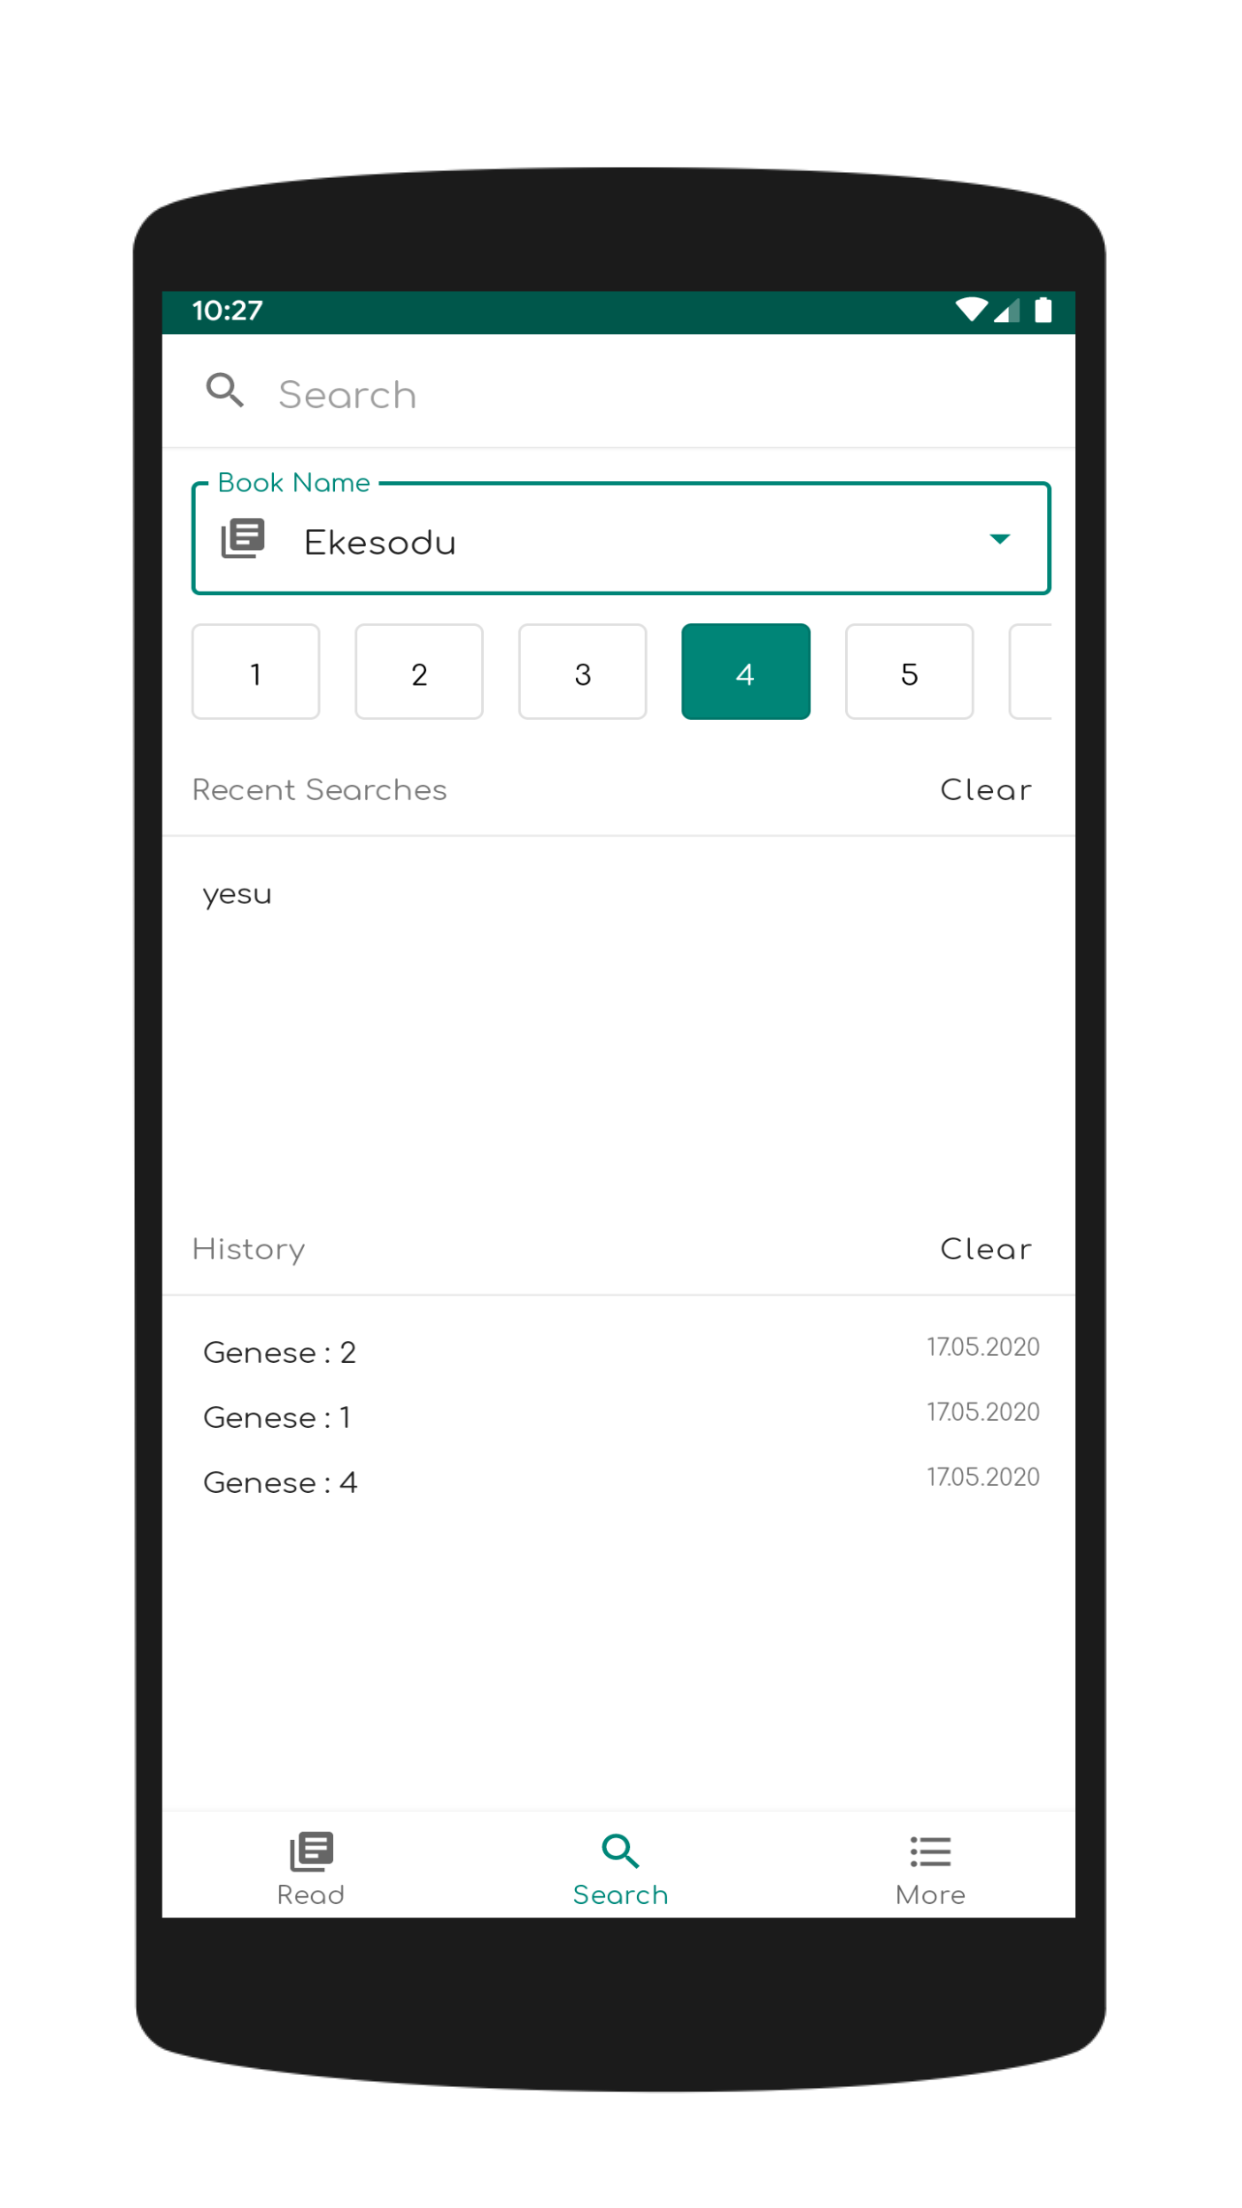 10:27
Search
Book Name
Ekesodu
1 2 3 4 5
Recent Searches Clear
yesu
History Clear
Genese : 2 17.05.2020
Genese : 1 17.05.2020
Genese : 4 17.05.2020
Read Search More